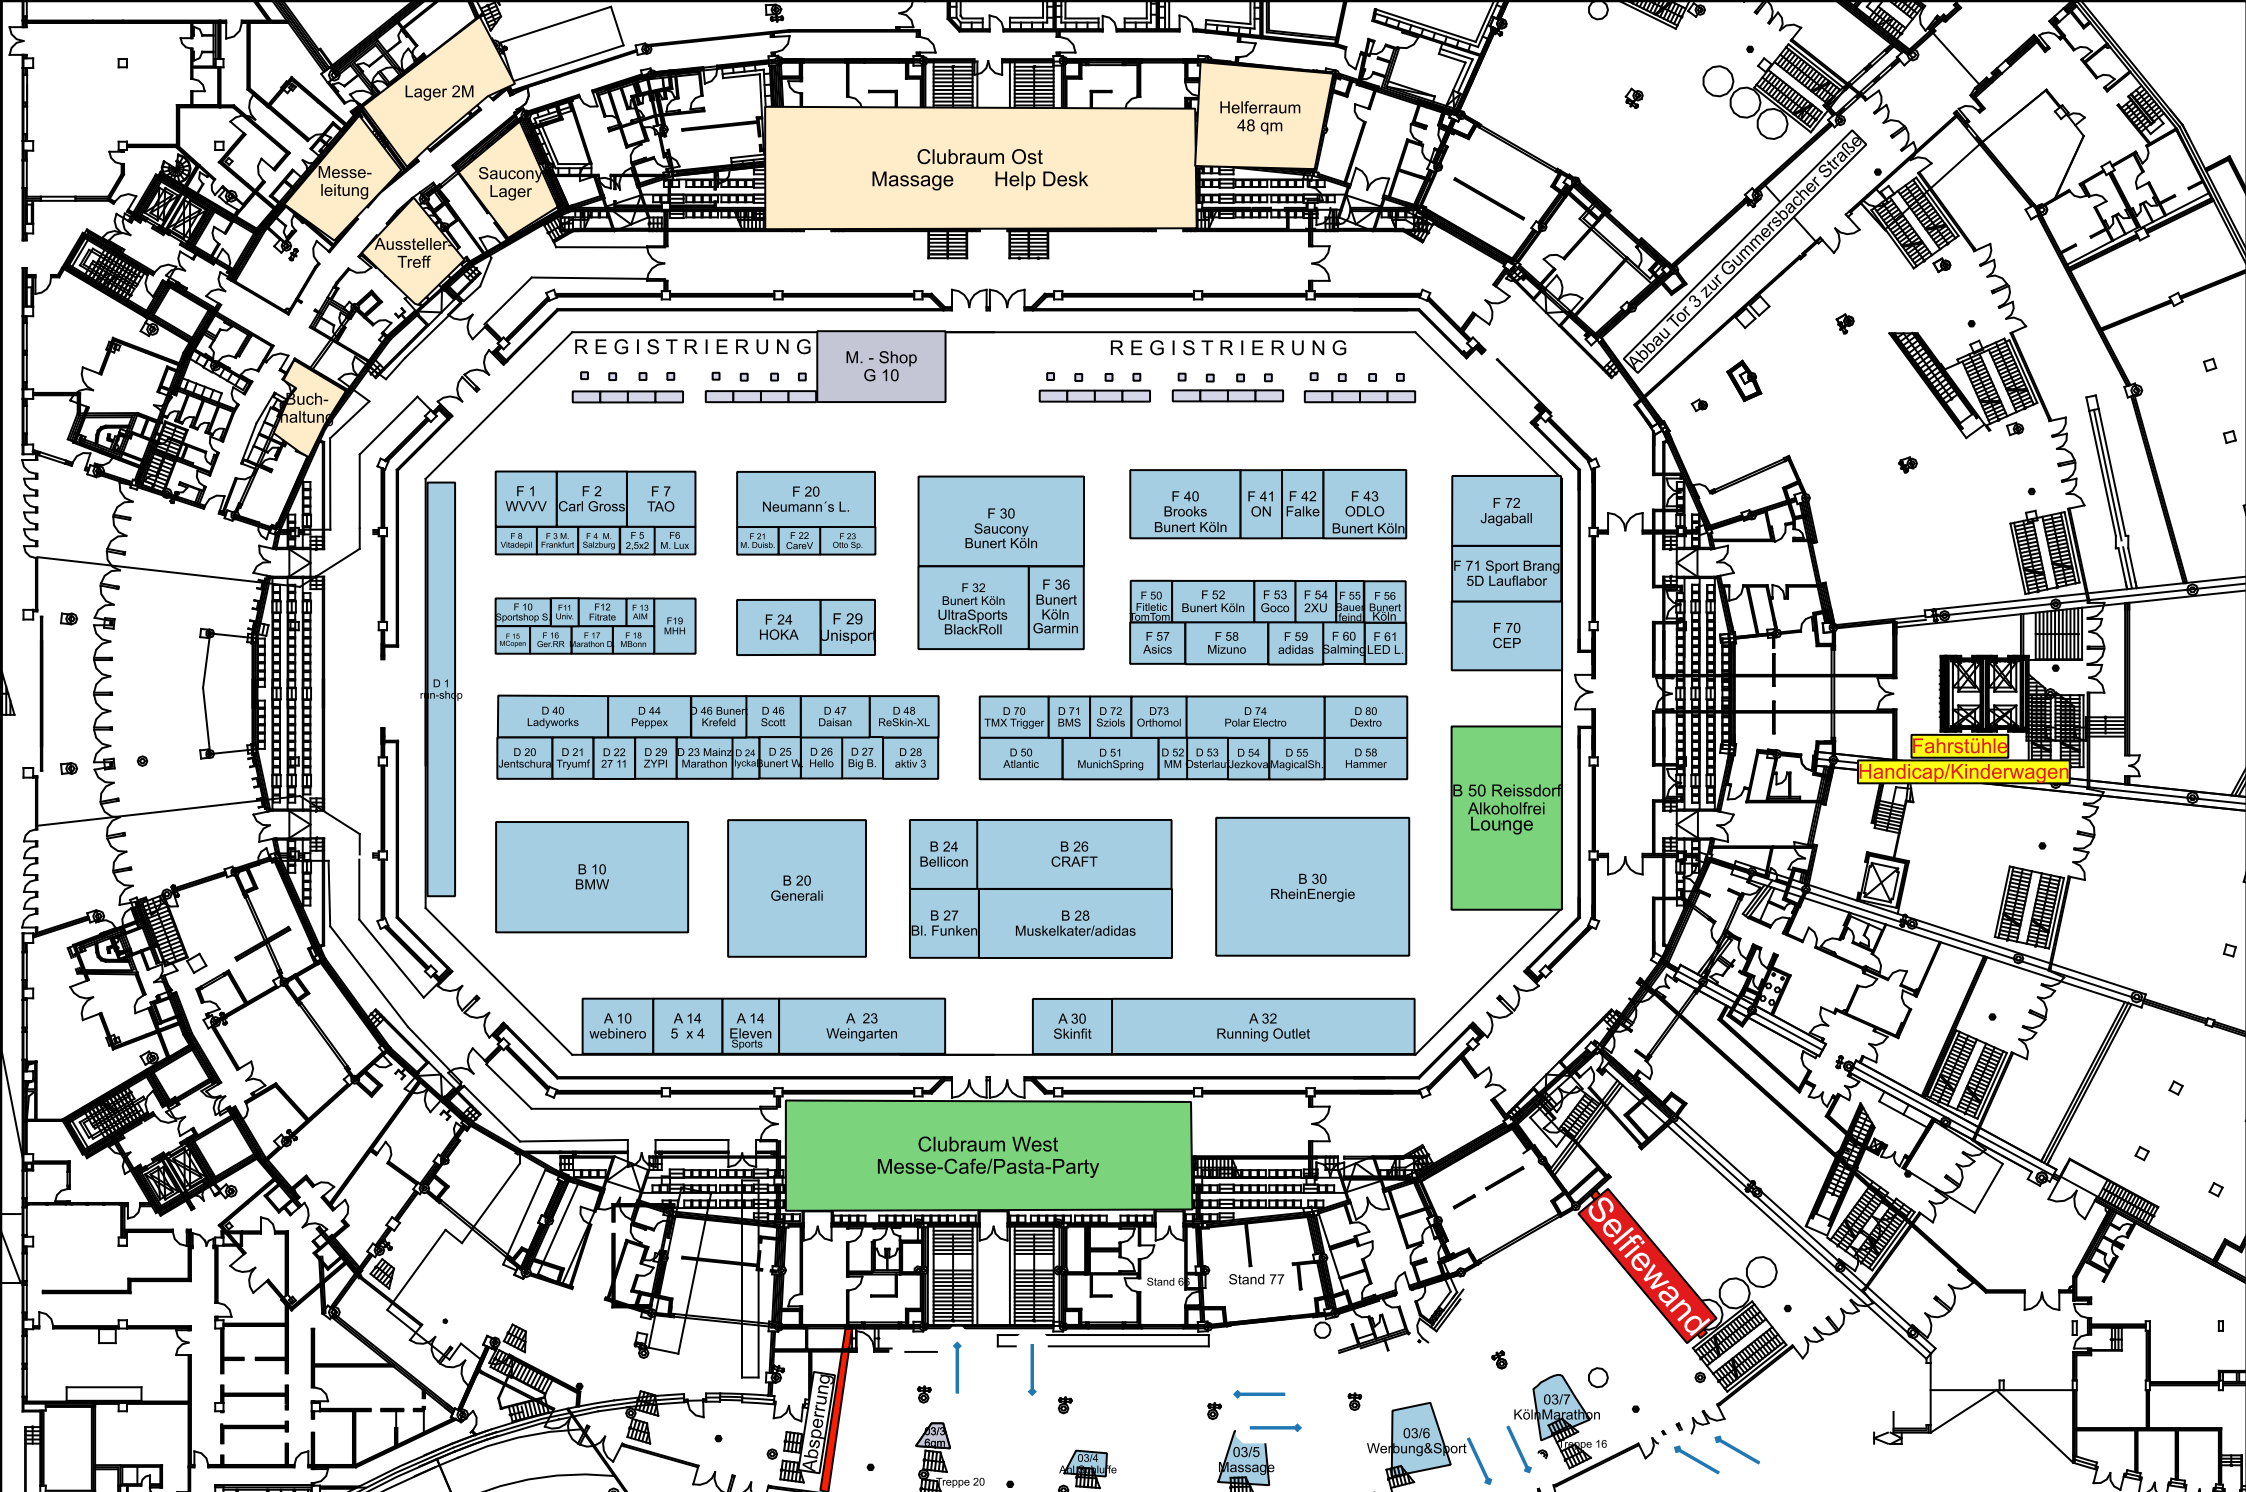 Lager 2M
Messe-
leitung
Saucony
Lager
Aussteller-
Treff
Buch-
haltung
Clubraum Ost
Massage Help Desk
Helferraum
48 qm
Abbau Tor 3 zur Gummersbacher Straße
REGISTRIERUNG
M. - Shop
G 10
REGISTRIERUNG
D 1
run-shop
F 1
WVVV
F 2
Carl Gross
F 7
TAO
F 8
Vitadepil
F 3 M.
Frankfurt
F 4 M.
Salzburg
F 5
2,5x2
F6
M. Lux
F 20
Neumann´s L.
F 21
M. Duisb.
F 22
CareV
F 23
Otto Sp.
F 30
Saucony
Bunert Köln
F 32
Bunert Köln
UltraSports
BlackRoll
F 36
Bunert
Köln
Garmin
F 40
Brooks
Bunert Köln
F 41
ON
F 42
Falke
F 43
ODLO
Bunert Köln
F 72
Jagaball
F 71 Sport Brang
5D Lauflabor
F 70
CEP
F 10
Sportshop S.
F11
Univ.
F12
Fitrate
F 13
AIM
F19
MHH
F 15
MCopen
F 16
Ger.RR
F 17
Marathon D.
F 18
MBonn
F 24
HOKA
F 29
Unisport
F 50
Fitletic
TomTom
F 52
Bunert Köln
F 53
Goco
F 54
2XU
F 55
Bauer
feind
F 56
Bunert
Köln
F 57
Asics
F 58
Mizuno
F 59
adidas
F 60
Salming
F 61
LED L.
D 40
Ladyworks
D 44
Peppex
D 46 Bunert
Krefeld
D 46
Scott
D 47
Daisan
D 48
ReSkin-XL
D 20
Jentschura
D 21
Tryumf
D 22
27 11
D 29
ZYPI
D 23 Mainz
Marathon
D 24
lycka
D 25
Bunert W.
D 26
Hello
D 27
Big B.
D 28
aktiv 3
D 70
TMX Trigger
D 71
BMS
D 72
Sziols
D73
Orthomol
D 74
Polar Electro
D 80
Dextro
D 50
Atlantic
D 51
MunichSpring
D 52
MM
D 53
Osterlauf
D 54
Jezkova
D 55
MagicalSh.
D 58
Hammer
Fahrstühle
Handicap/Kinderwagen
B 50 Reissdorf
Alkoholfrei
Lounge
B 10
BMW
B 20
Generali
B 24
Bellicon
B 26
CRAFT
B 27
Bl. Funken
B 28
Muskelkater/adidas
B 30
RheinEnergie
A 10
webinero
A 14
5 x 4
A 14
Eleven
Sports
A 23
Weingarten
A 30
Skinfit
A 32
Running Outlet
Clubraum West
Messe-Cafe/Pasta-Party
Stand 77
Selfiewand
Absperrung
03/3
6qm
Treppe 20
03/4
03/5
Massage
03/6
Werbung&Sport
03/7
KölnMarathon
Treppe 16